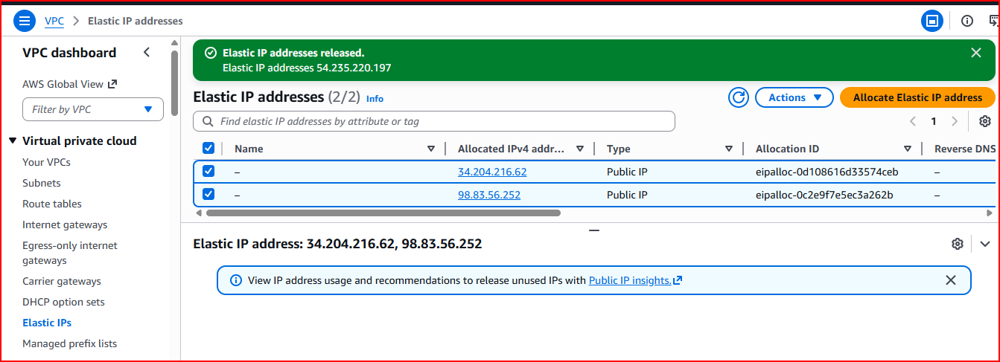 VPC > Elastic IP addresses
VPC dashboard
AWS Global View
Filter by VPC
Virtual private cloud
Your VPCs
Subnets
Route tables
Internet gateways
Egress-only internet
gateways
Carrier gateways
DHCP option sets
Elastic IPs
Managed prefix lists
Elastic IP addresses released.
Elastic IP addresses 54.235.220.197
Elastic IP addresses (2/2) Info
Actions
Allocate Elastic IP address
Find elastic IP addresses by attribute or tag
1
Name Allocated IPv4 addr... Type Allocation ID Reverse DNS
– 34.204.216.62 Public IP eipalloc-0d108616d33574ceb –
– 98.83.56.252 Public IP eipalloc-0c2e9f7e5ec3a262b –
Elastic IP address: 34.204.216.62, 98.83.56.252
View IP address usage and recommendations to release unused IPs with Public IP insights.